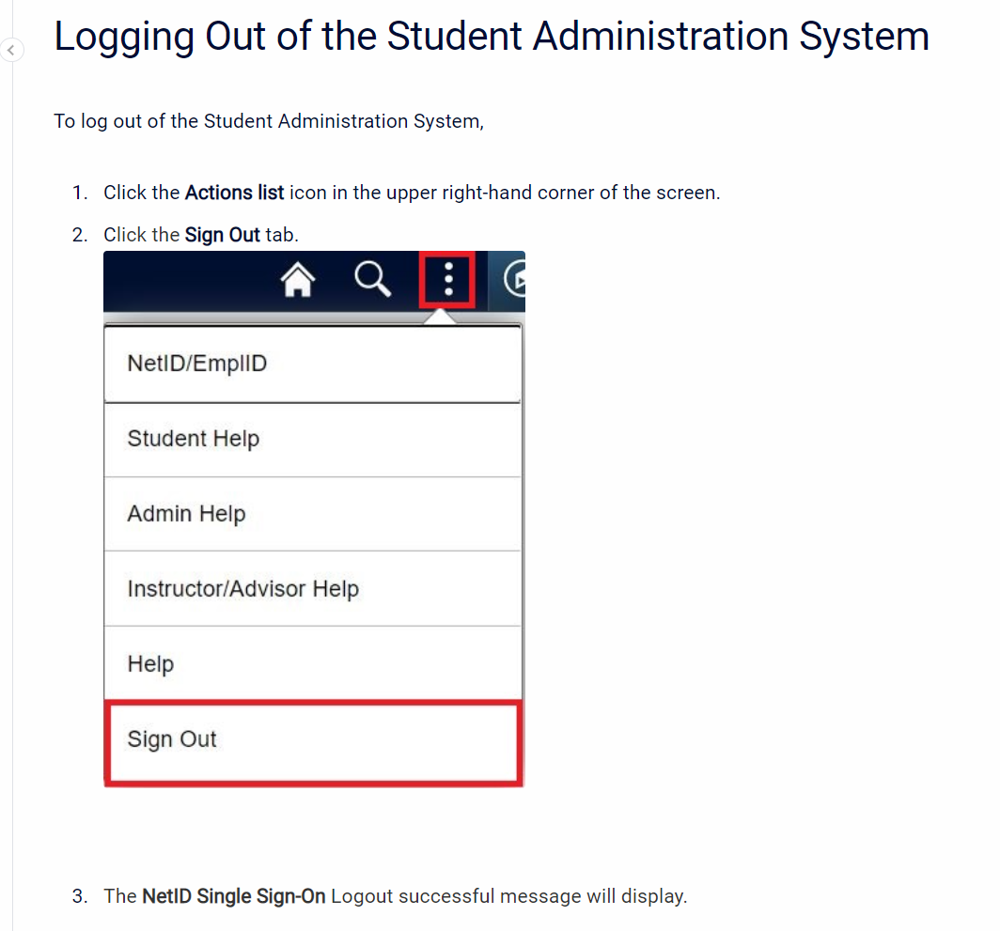 Logging Out of the Student Administration System
To log out of the Student Administration System,
1. Click the Actions list icon in the upper right-hand corner of the screen.
2. Click the Sign Out tab.
NetID/EmplID
Student Help
Admin Help
Instructor/Advisor Help
Help
Sign Out
3. The NetID Single Sign-On Logout successful message will display.